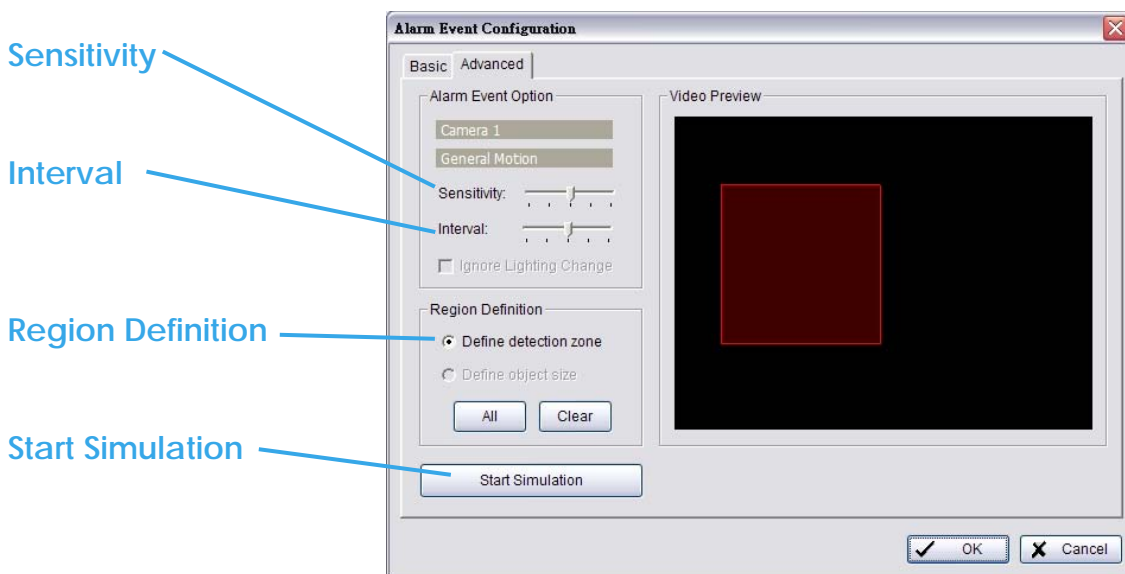 Sensitivity
Interval
Region Definition
Start Simulation
Alarm Event Configuration
Basic Advanced
Alarm Event Option
Camera 1
General Motion
Sensitivity:
Interval:
Ignore Lighting Change
Region Definition
Define detection zone
Define object size
All Clear
Start Simulation
Video Preview
OK Cancel